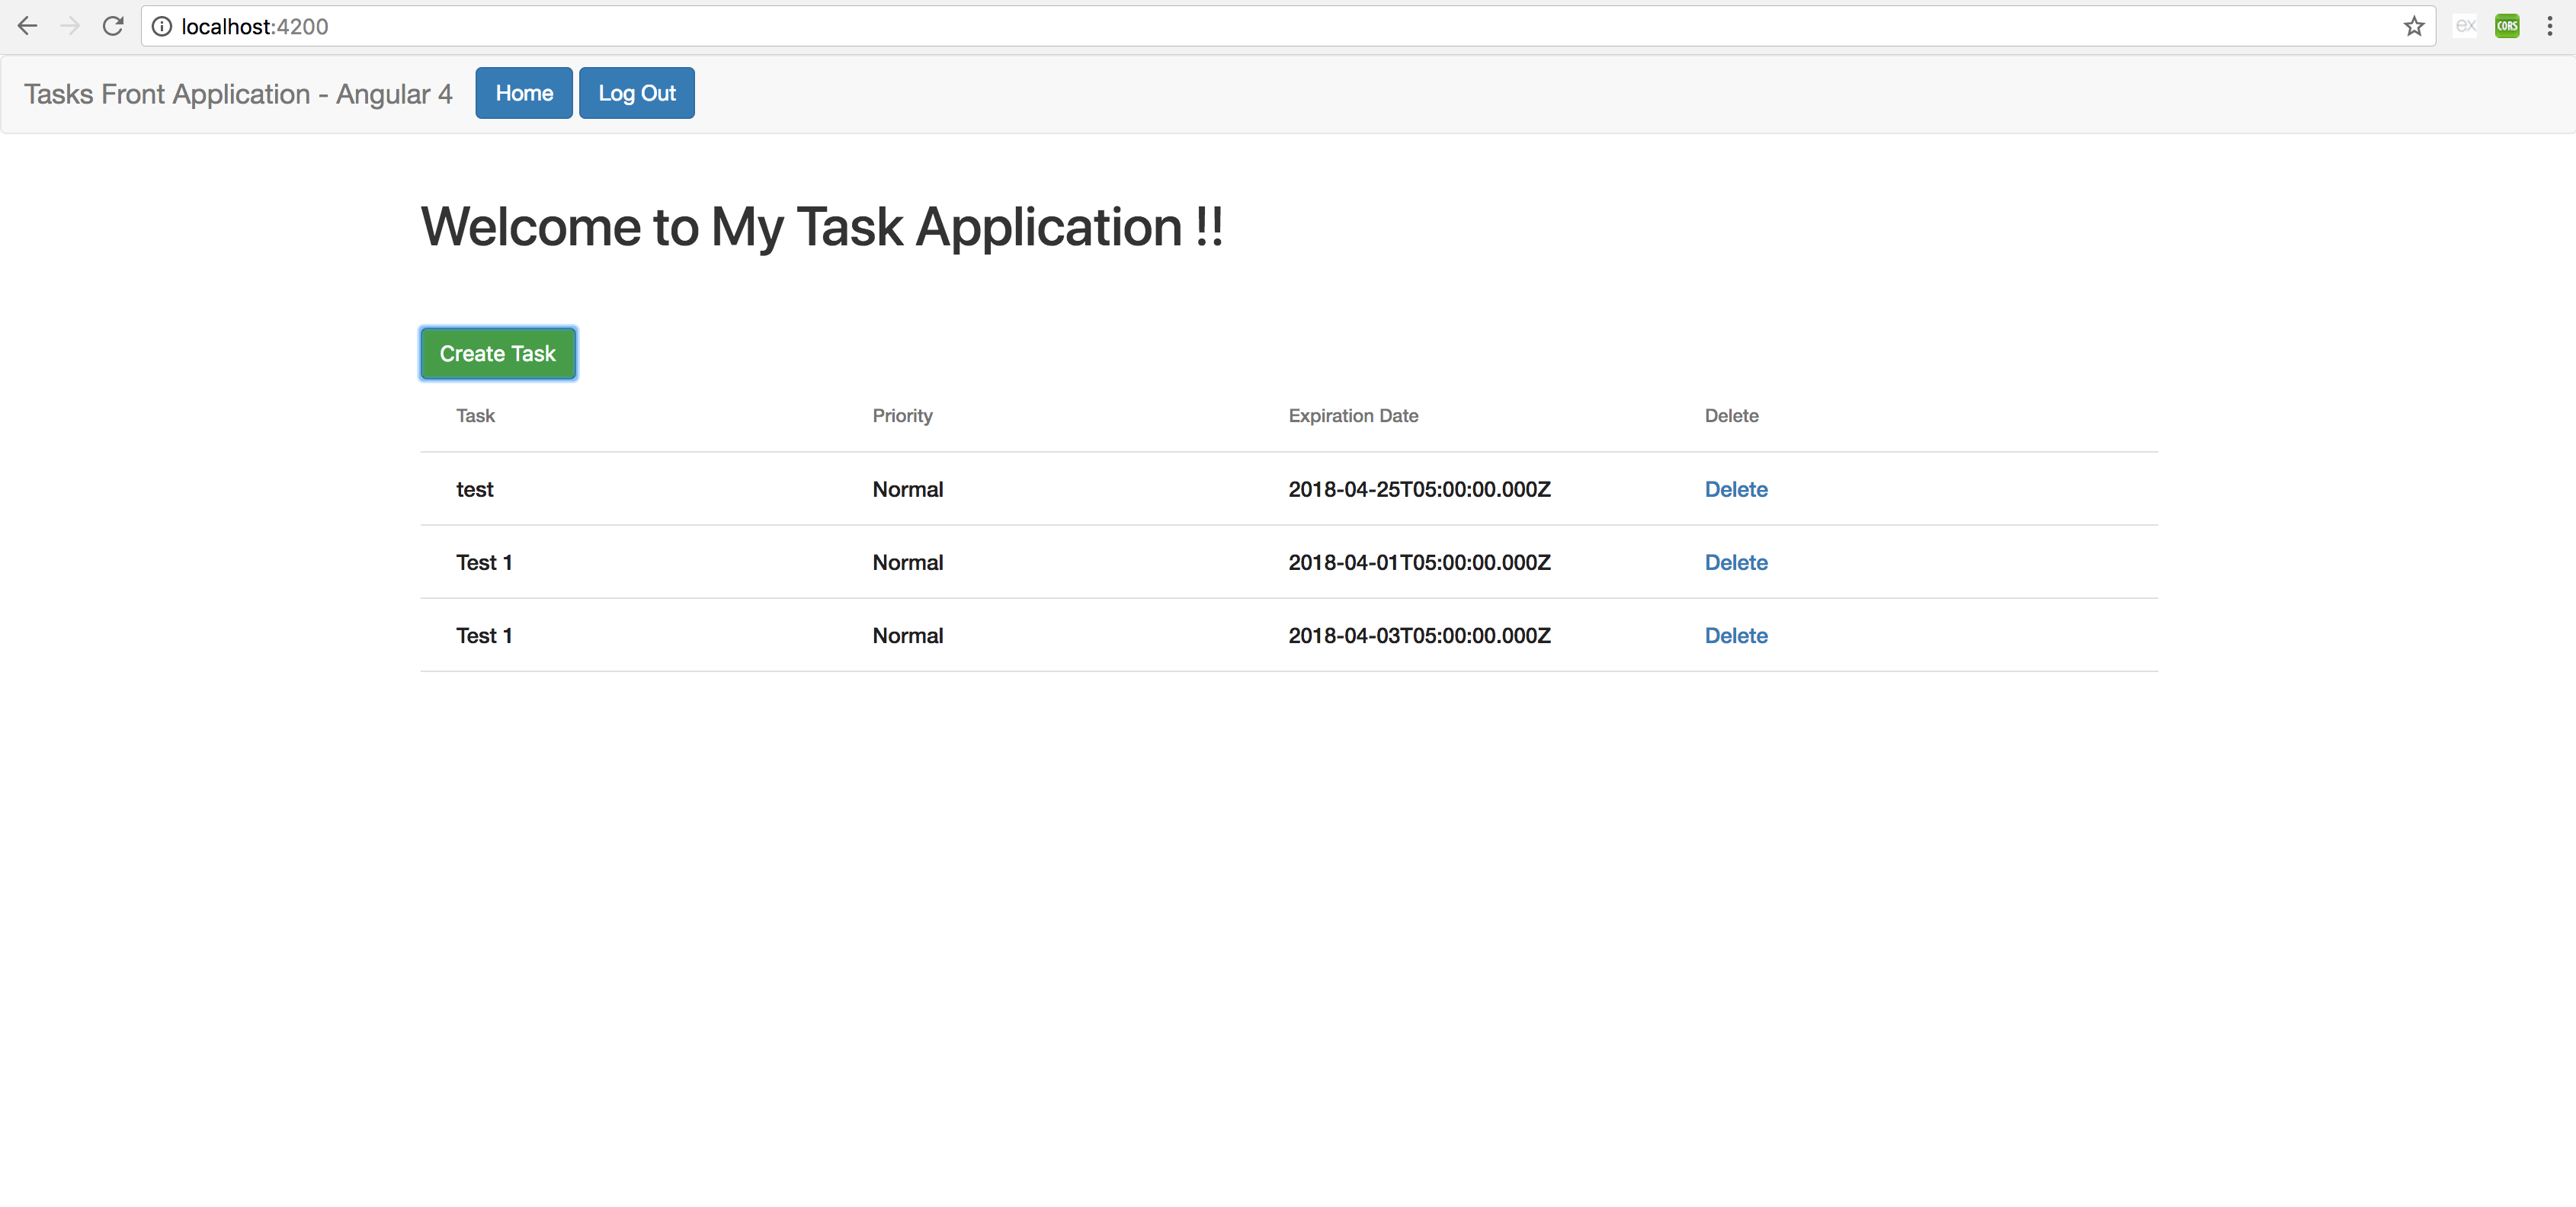 localhost:4200
ex
CORS
Tasks Front Application - Angular 4 Home Log Out
Welcome to My Task Application !!
Create Task
Task Priority Expiration Date Delete
test Normal 2018-04-25T05:00:00.000Z Delete
Test 1 Normal 2018-04-01T05:00:00.000Z Delete
Test 1 Normal 2018-04-03T05:00:00.000Z Delete